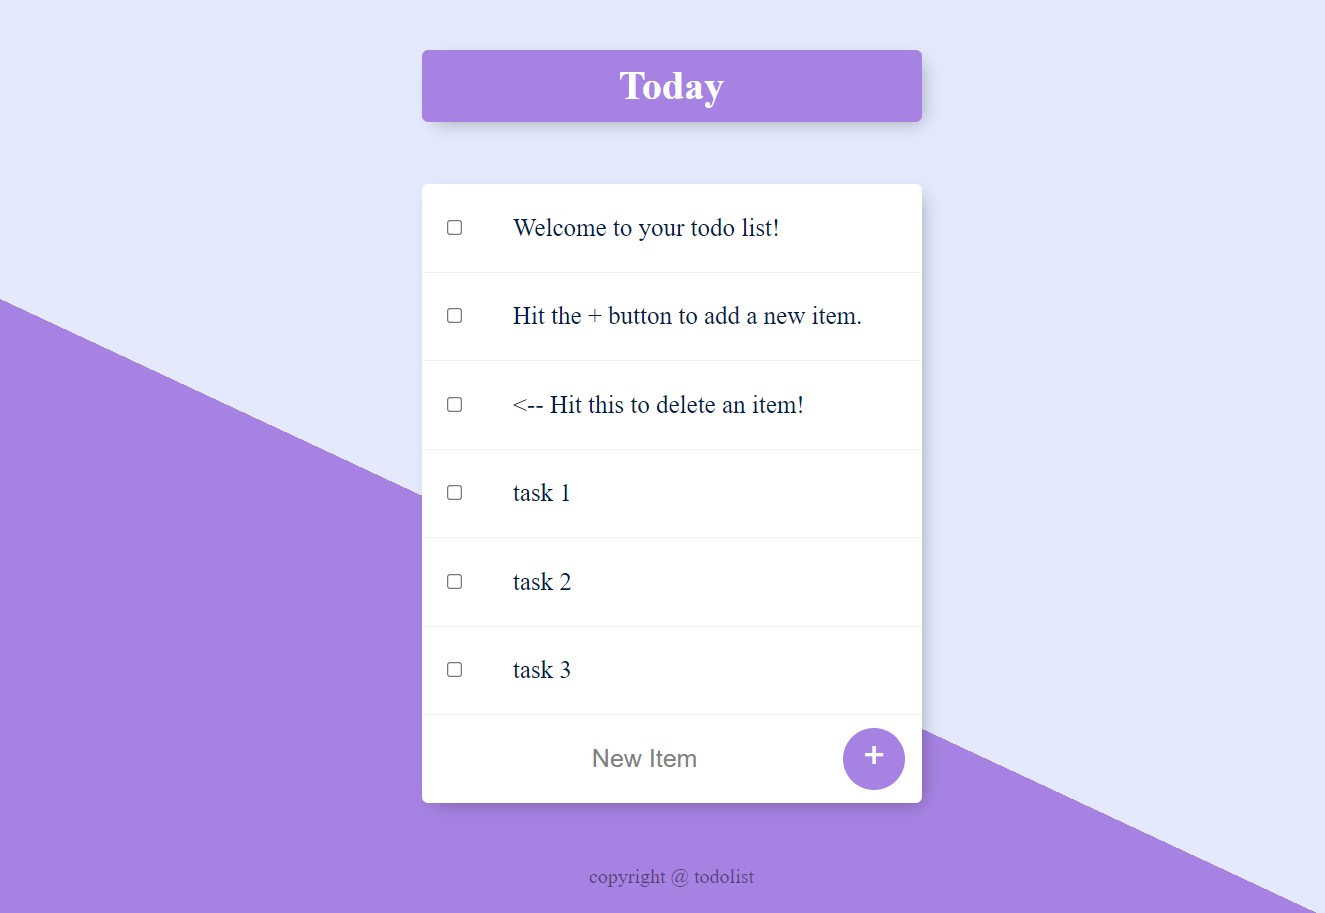 Today
Welcome to your todo list!
Hit the + button to add a new item.
<-- Hit this to delete an item!
task 1
task 2
task 3
New Item
+
copyright @ todolist